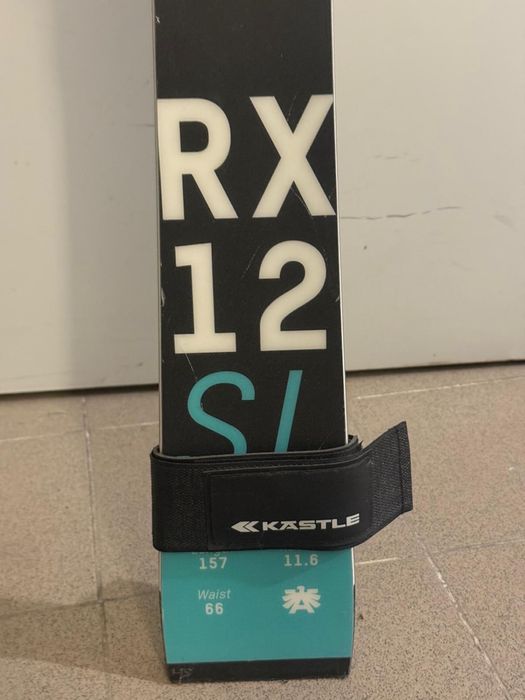 RX
12
S/
KÄSTLE
157 11.6
Waist
66